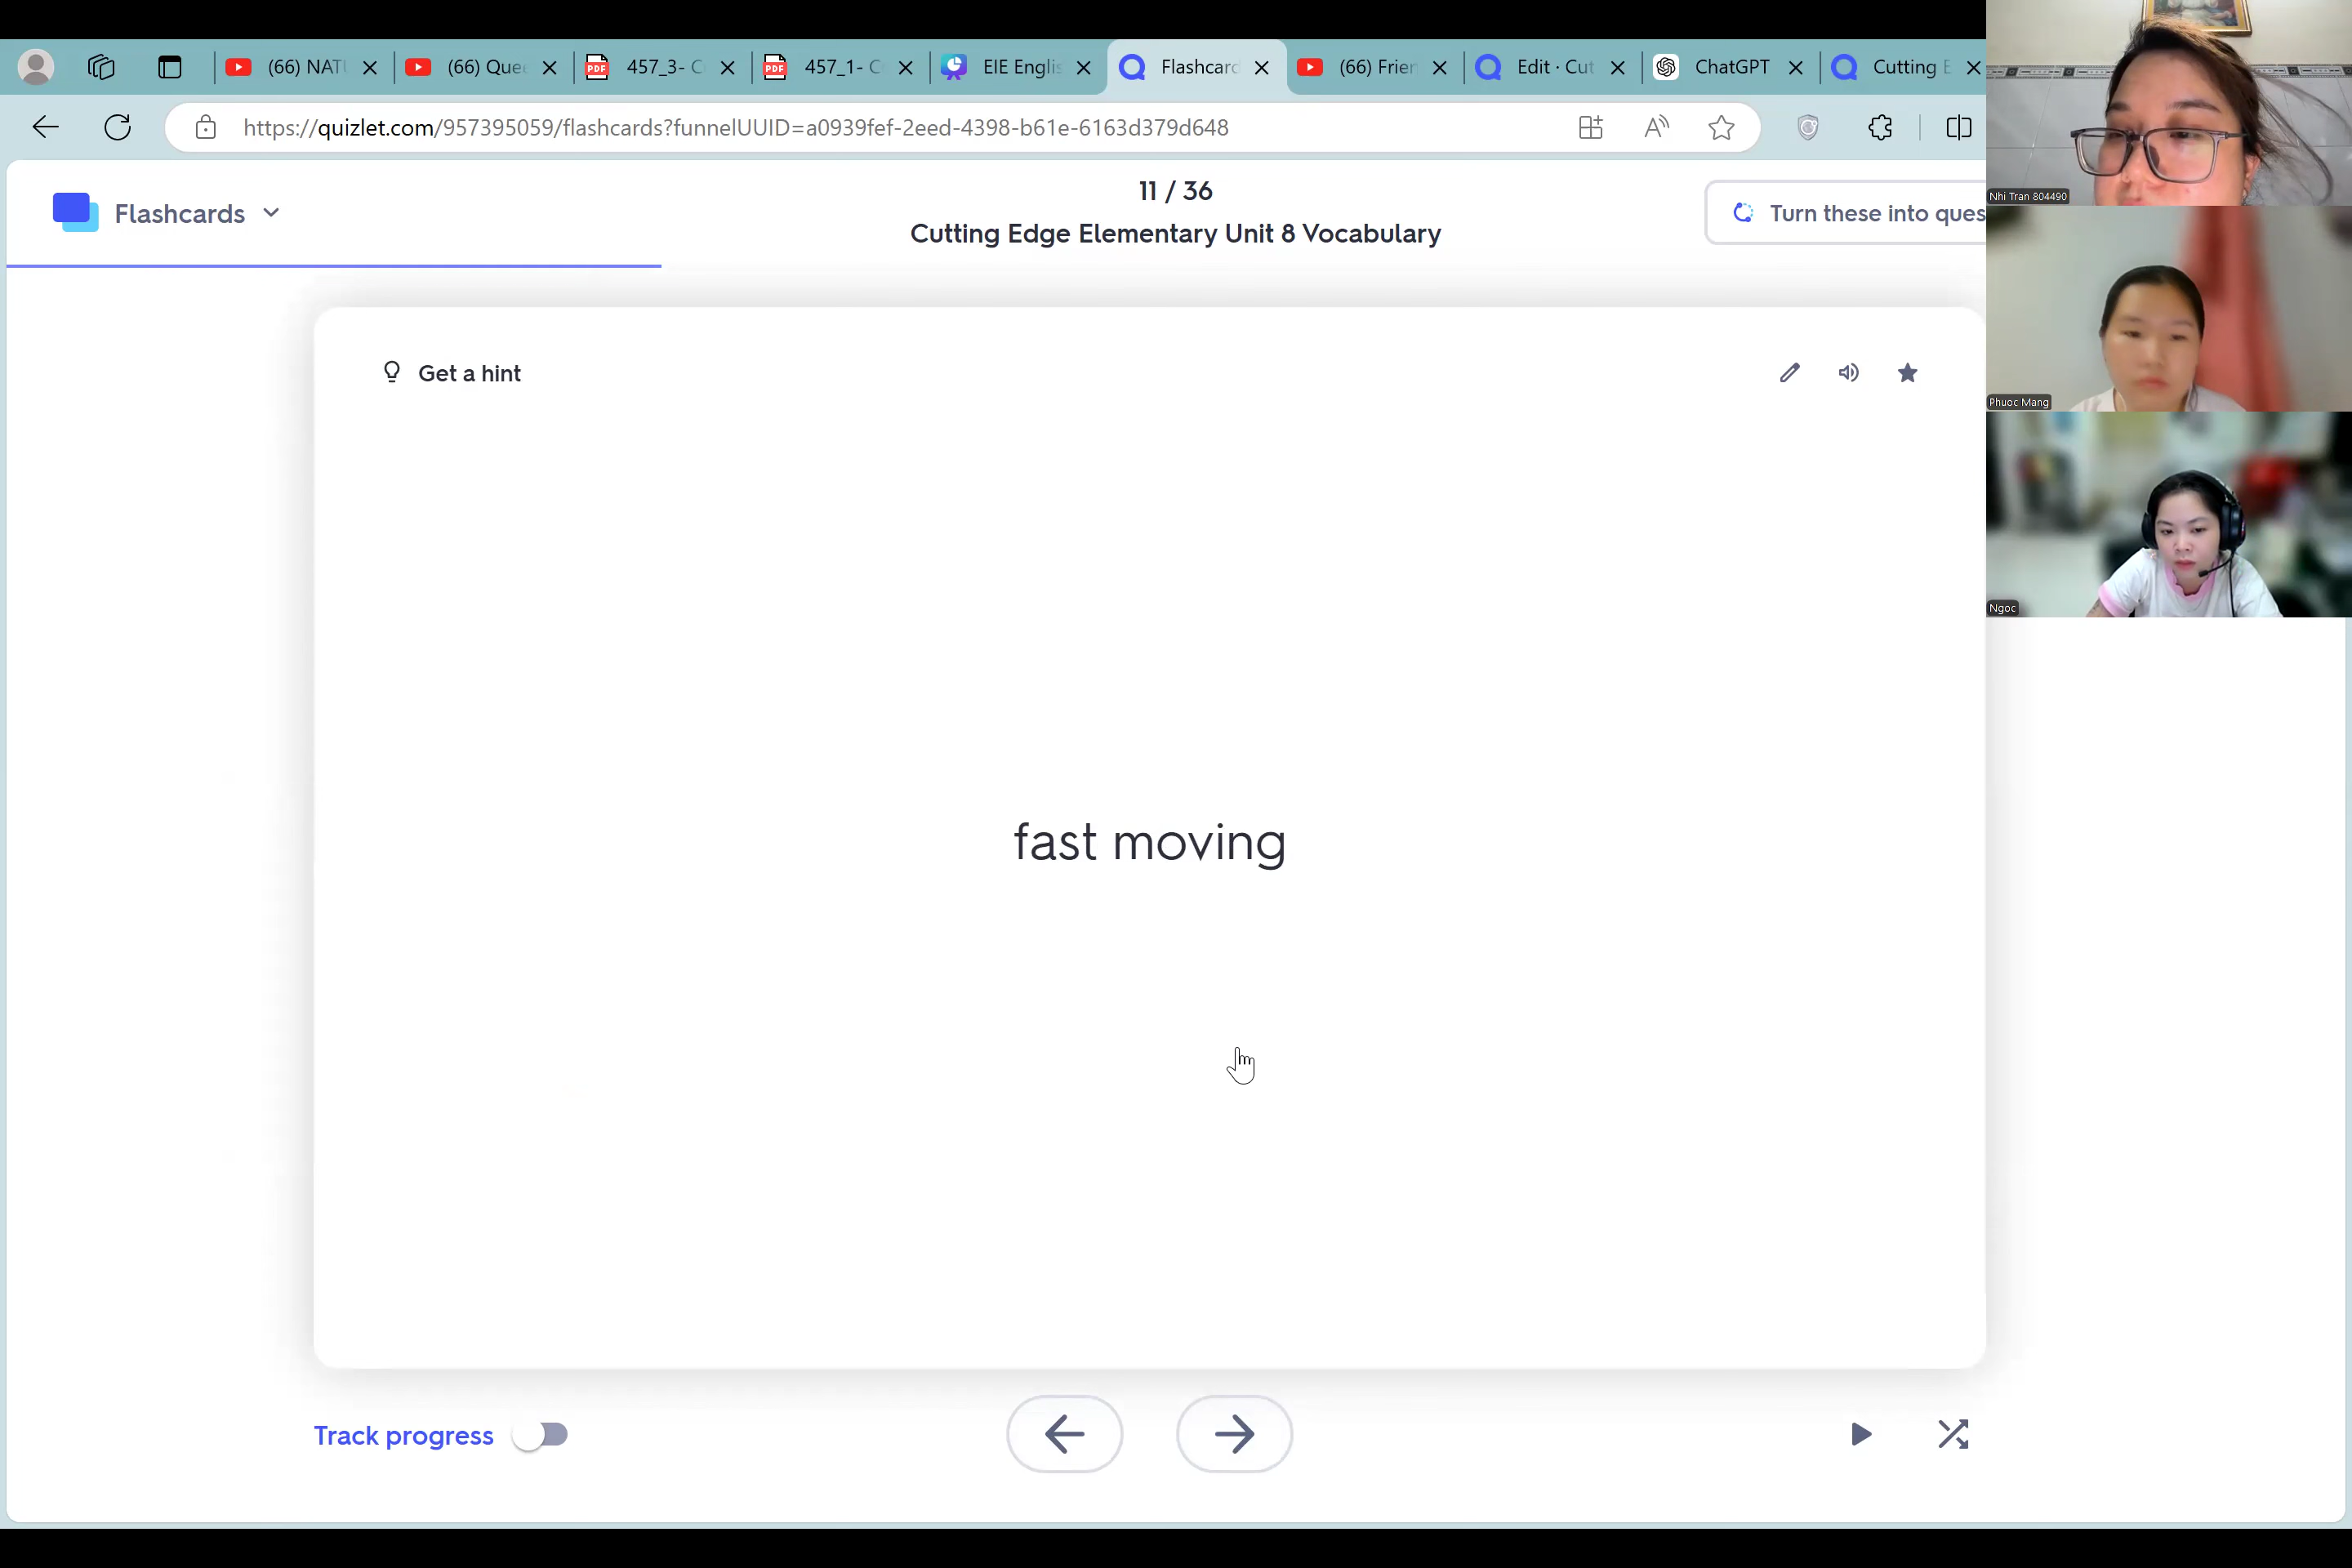 (66) NAT
(66) Que
457_3- C
457_1- C
EIE Englis
Flashcard
(66) Frien
Edit · Cut
ChatGPT
Cutting E
https://quizlet.com/957395059/flashcards?funnelUUID=a0939fef-2eed-4398-b61e-6163d379d648
Flashcards
11 / 36
Cutting Edge Elementary Unit 8 Vocabulary
Turn these into ques
Nhi Tran 804490
Phuoc Mang
Ngoc
Get a hint
fast moving
Track progress